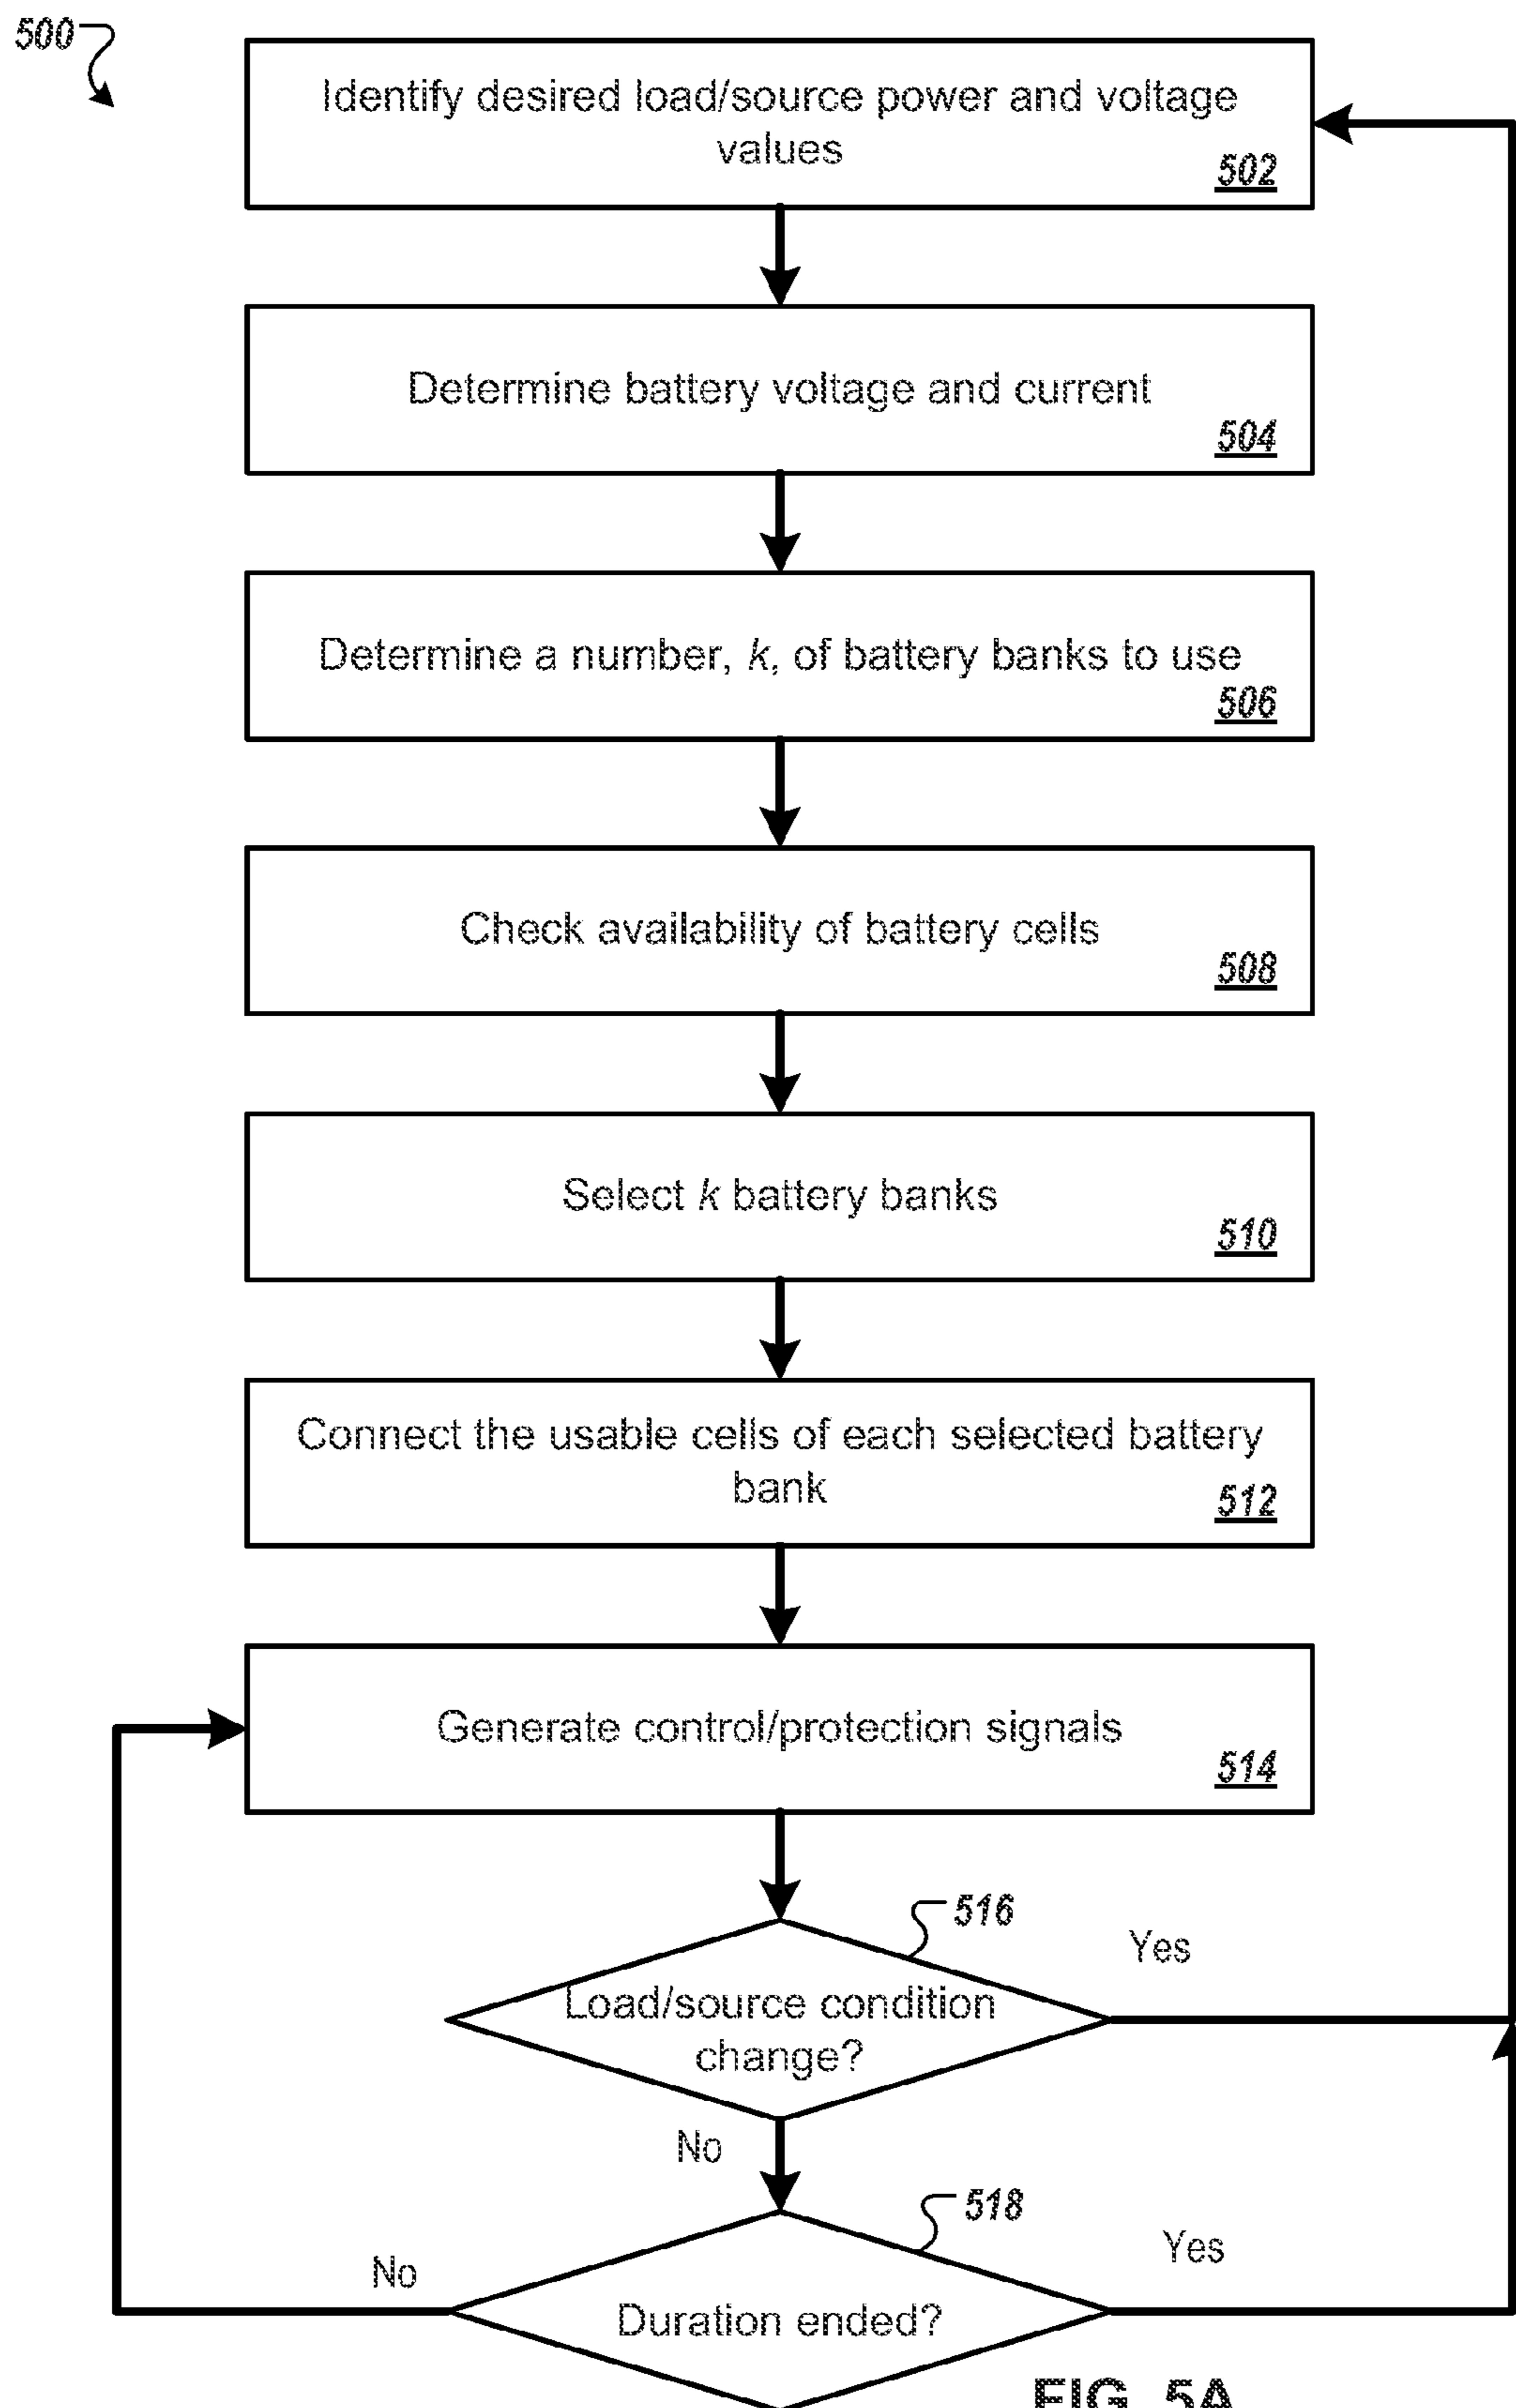 500
Identify desired load/source power and voltage
values
502
Determine battery voltage and current
504
Determine a number, k, of battery banks to use
506
Check availability of battery cells
508
Select k battery banks
510
Connect the usable cells of each selected battery
bank
512
Generate control/protection signals
514
516
Yes
Load/source condition
change?
No
518
Yes
No
Duration ended?
FIG. 5A